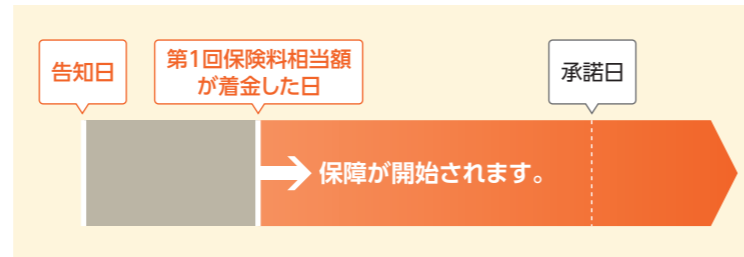 告知日
第1回保険料相当額
が着金した日
承諾日
保障が開始されます。